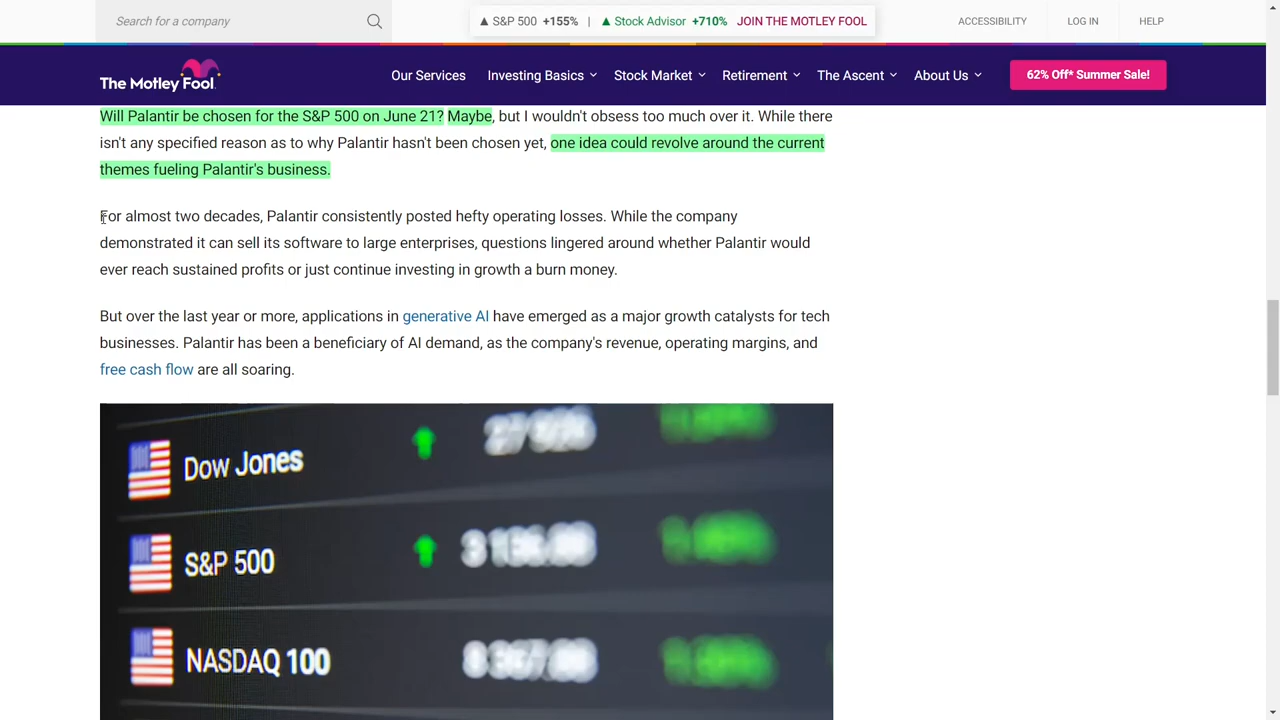 Search for a company
▲ S&P 500 +155% | ▲ Stock Advisor +710% JOIN THE MOTLEY FOOL
ACCESSIBILITY LOG IN HELP
The Motley Fool
Our Services Investing Basics Stock Market Retirement The Ascent About Us 62% Off* Summer Sale!
Will Palantir be chosen for the S&P 500 on June 21? Maybe, but I wouldn't obsess too much over it. While there
isn't any specified reason as to why Palantir hasn't been chosen yet, one idea could revolve around the current
themes fueling Palantir's business.
For almost two decades, Palantir consistently posted hefty operating losses. While the company
demonstrated it can sell its software to large enterprises, questions lingered around whether Palantir would
ever reach sustained profits or just continue investing in growth a burn money.
But over the last year or more, applications in generative AI have emerged as a major growth catalysts for tech
businesses. Palantir has been a beneficiary of AI demand, as the company's revenue, operating margins, and
free cash flow are all soaring.
Dow Jones
S&P 500
NASDAQ 100